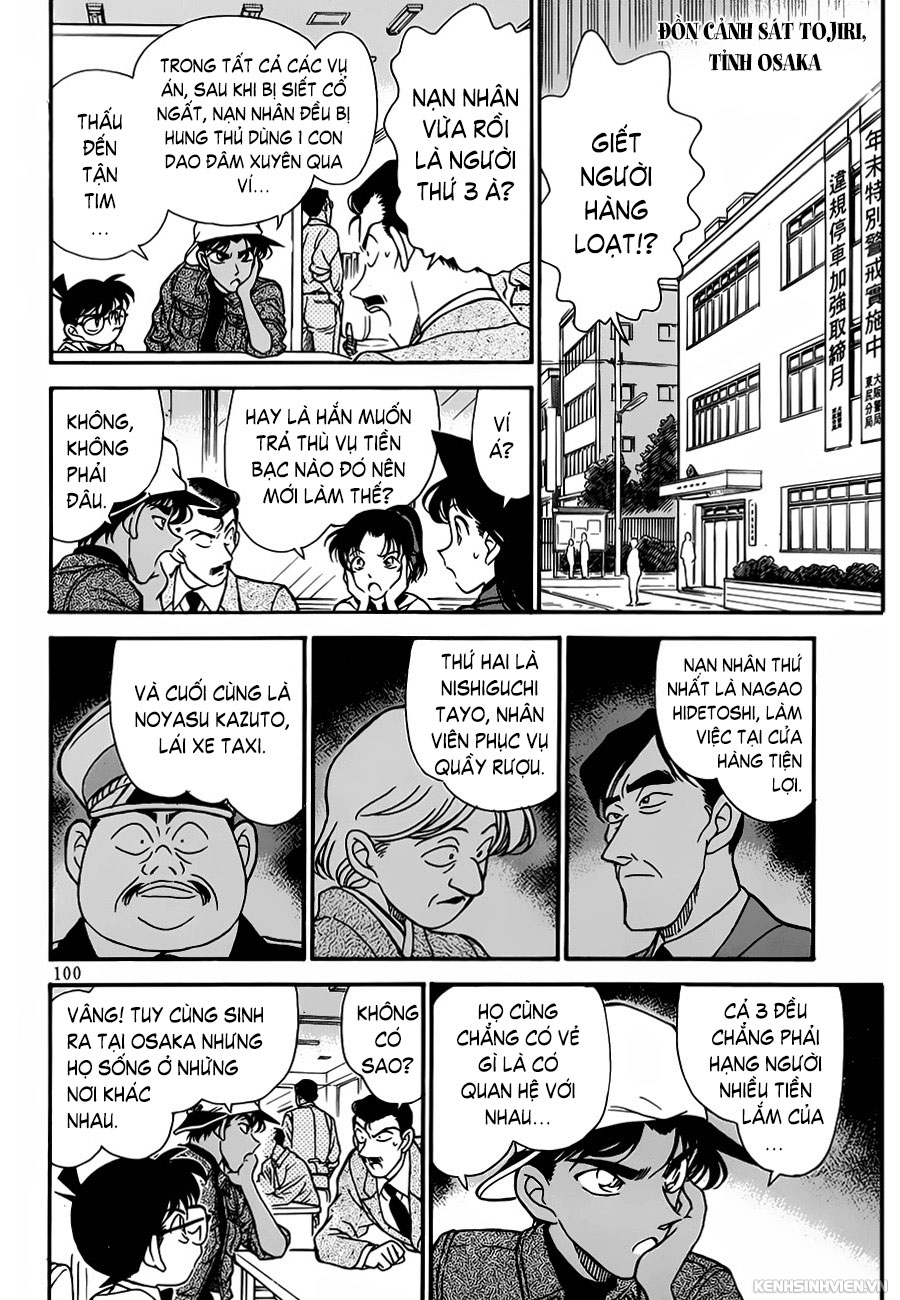 ĐỒN CẢNH SÁT TOJIRI,
TỈNH OSAKA
GIẾT
NGƯỜI
HÀNG
LOẠT!?
年末特別警戒實施中
違規停車加強取締月
NẠN NHÂN
VỪA RỒI
LÀ NGƯỜI
THỨ 3 À?
TRONG TẤT CẢ CÁC VỤ
ÁN, SAU KHI BỊ SIẾT CỔ
NGẤT, NẠN NHÂN ĐỀU BỊ
HUNG THỦ DÙNG 1 CON
DAO ĐÂM XUYÊN QUA
VÍ...
THẤU
ĐẾN
TẬN
TIM
...
VÍ
Á?
HAY LÀ HẮN MUỐN
TRẢ THÙ VỤ TIỀN
BẠC NÀO ĐÓ NÊN
MỚI LÀM THẾ?
KHÔNG,
KHÔNG
PHẢI
ĐÂU.
NẠN NHÂN THỨ
NHẤT LÀ NAGAO
HIDETOSHI, LÀM
VIỆC TẠI CỬA
HÀNG TIỆN
LỢI.
THỨ HAI LÀ
NISHIGUCHI
TAYO, NHÂN
VIÊN PHỤC VỤ
QUẦY RƯỢU.
VÀ CUỐI CÙNG LÀ
NOYASU KAZUTO,
LÁI XE TAXI.
100
CẢ 3 ĐỀU
CHẲNG PHẢI
HẠNG NGƯỜI
NHIỀU TIỀN
LẮM CỦA
...
HỌ CŨNG
CHẲNG CÓ VẺ
GÌ LÀ CÓ
QUAN HỆ VỚI
NHAU...
KHÔNG
CÓ
SAO?
VÂNG! TUY CÙNG SINH
RA TẠI OSAKA NHƯNG
HỌ SỐNG Ở NHỮNG
NƠI KHÁC
NHAU.
KENHSINHVIEN.VN